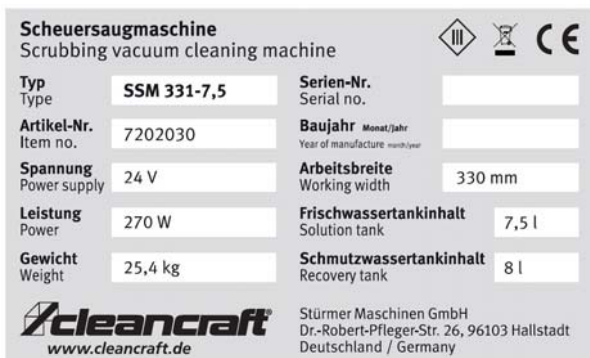 Scheuersaugmaschine
Scrubbing vacuum cleaning machine
III
CE
Typ
Type
SSM 331-7,5
Serien-Nr.
Serial no.
Artikel-Nr.
Item no.
7202030
Baujahr Monat/Jahr
Year of manufacture month/year
Spannung
Power supply
24 V
Arbeitsbreite
Working width
330 mm
Leistung
Power
270 W
Frischwassertankinhalt
Solution tank
7,5 l
Gewicht
Weight
25,4 kg
Schmutzwassertankinhalt
Recovery tank
8 l
cleancraft
www.cleancraft.de
Stürmer Maschinen GmbH
Dr.-Robert-Pfleger-Str. 26, 96103 Hallstadt
Deutschland / Germany